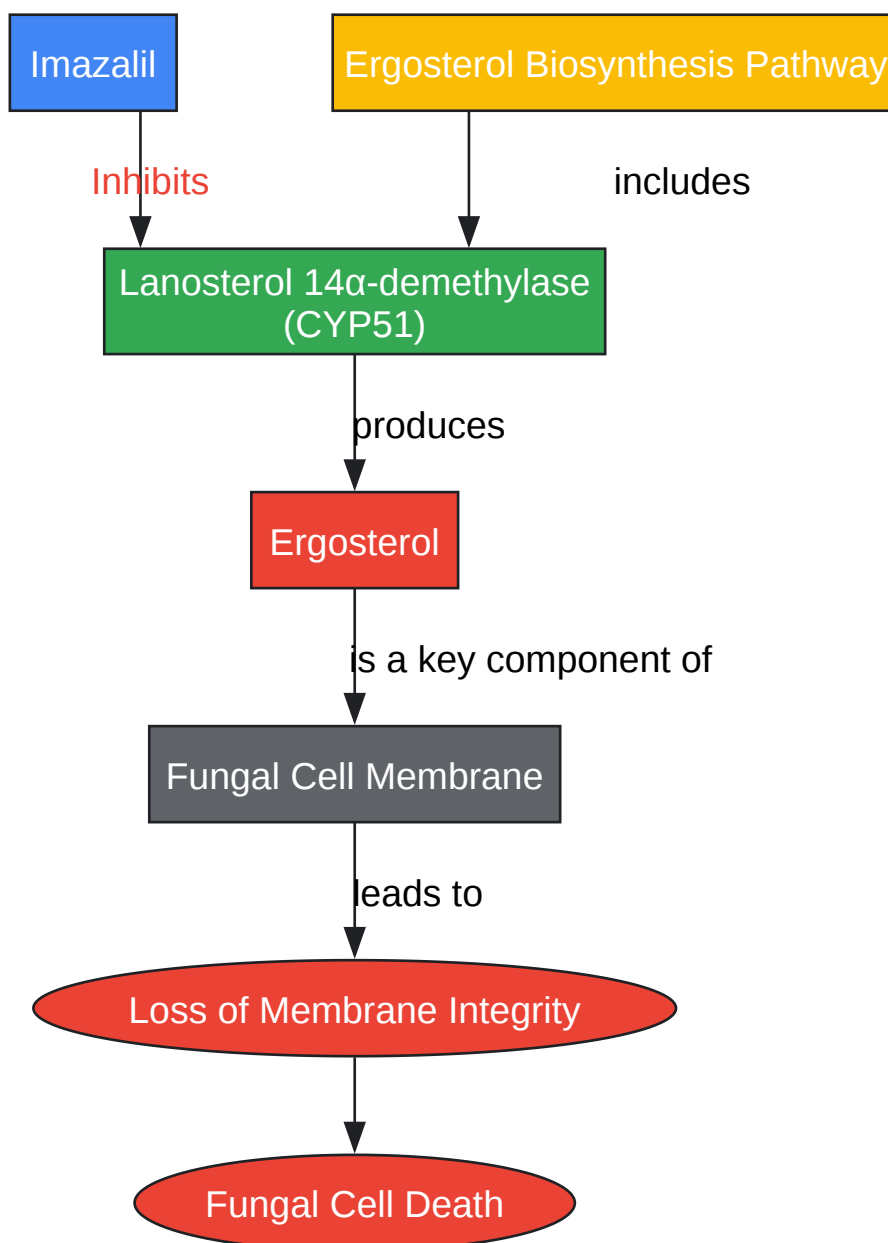 Imazalil
Ergosterol Biosynthesis Pathway
Inhibits
includes
Lanosterol 14α-demethylase
(CYP51)
produces
Ergosterol
is a key component of
Fungal Cell Membrane
leads to
Loss of Membrane Integrity
Fungal Cell Death